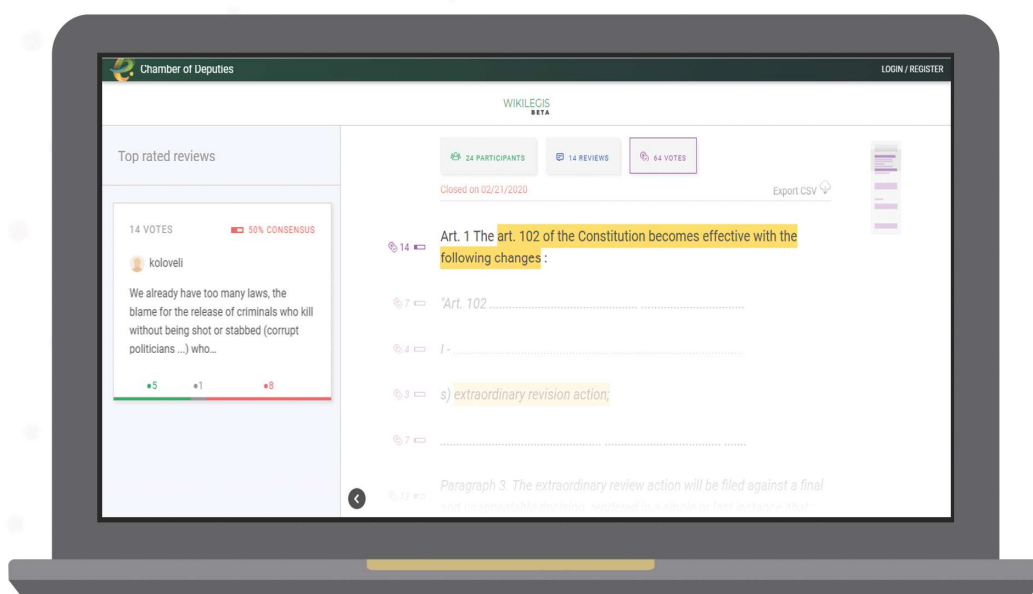 Chamber of Deputies
LOGIN / REGISTER
WIKILEGIS
BETA
Top rated reviews
14 VOTES
50% CONSENSUS
koloveli
We already have too many laws, the
blame for the release of criminals who kill
without being shot or stabbed (corrupt
politicians ...) who...
5
1
8
24 PARTICIPANTS
14 REVIEWS
64 VOTES
Closed on 02/21/2020
Export CSV
14 Art. 1 The art. 102 of the Constitution becomes effective with the
following changes :
7 "Art. 102 .......................................... ...................................
4 I - ....................................................................................
3 s) extraordinary revision action;
7 ...................................................... .......................... .......
13 Paragraph 3. The extraordinary review action will be filed against a final